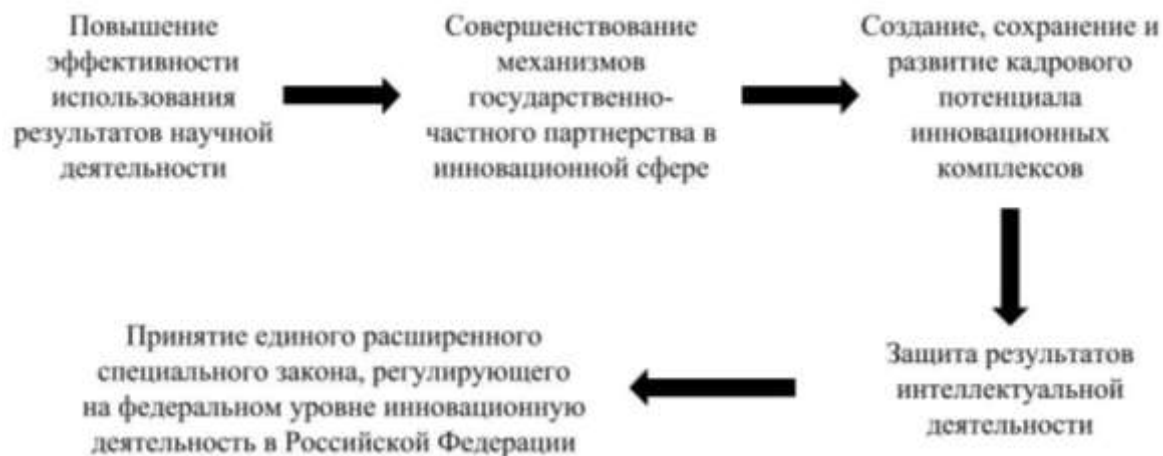 Повышение
эффективности
использования
результатов научной
деятельности
Совершенствование
механизмов
государственно-
частного партнерства в
инновационной сфере
Создание, сохранение и
развитие кадрового
потенциала
инновационных
комплексов
Защита результатов
интеллектуальной
деятельности
Принятие единого расширенного
специального закона, регулирующего
на федеральном уровне инновационную
деятельность в Российской Федерации